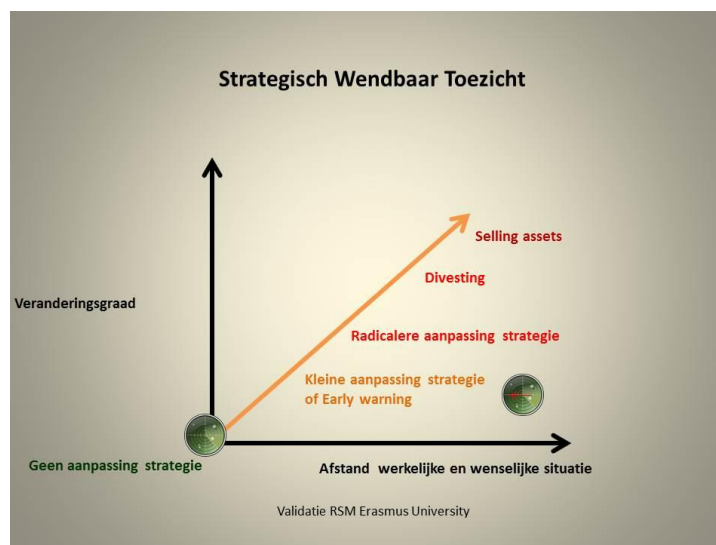 Strategisch Wendbaar Toezicht
Selling assets
Divesting
Veranderingsgraad
Radicalere aanpassing strategie
Kleine aanpassing strategie
of Early warning
Geen aanpassing strategie
Afstand werkelijke en wenselijke situatie
Validatie RSM Erasmus University